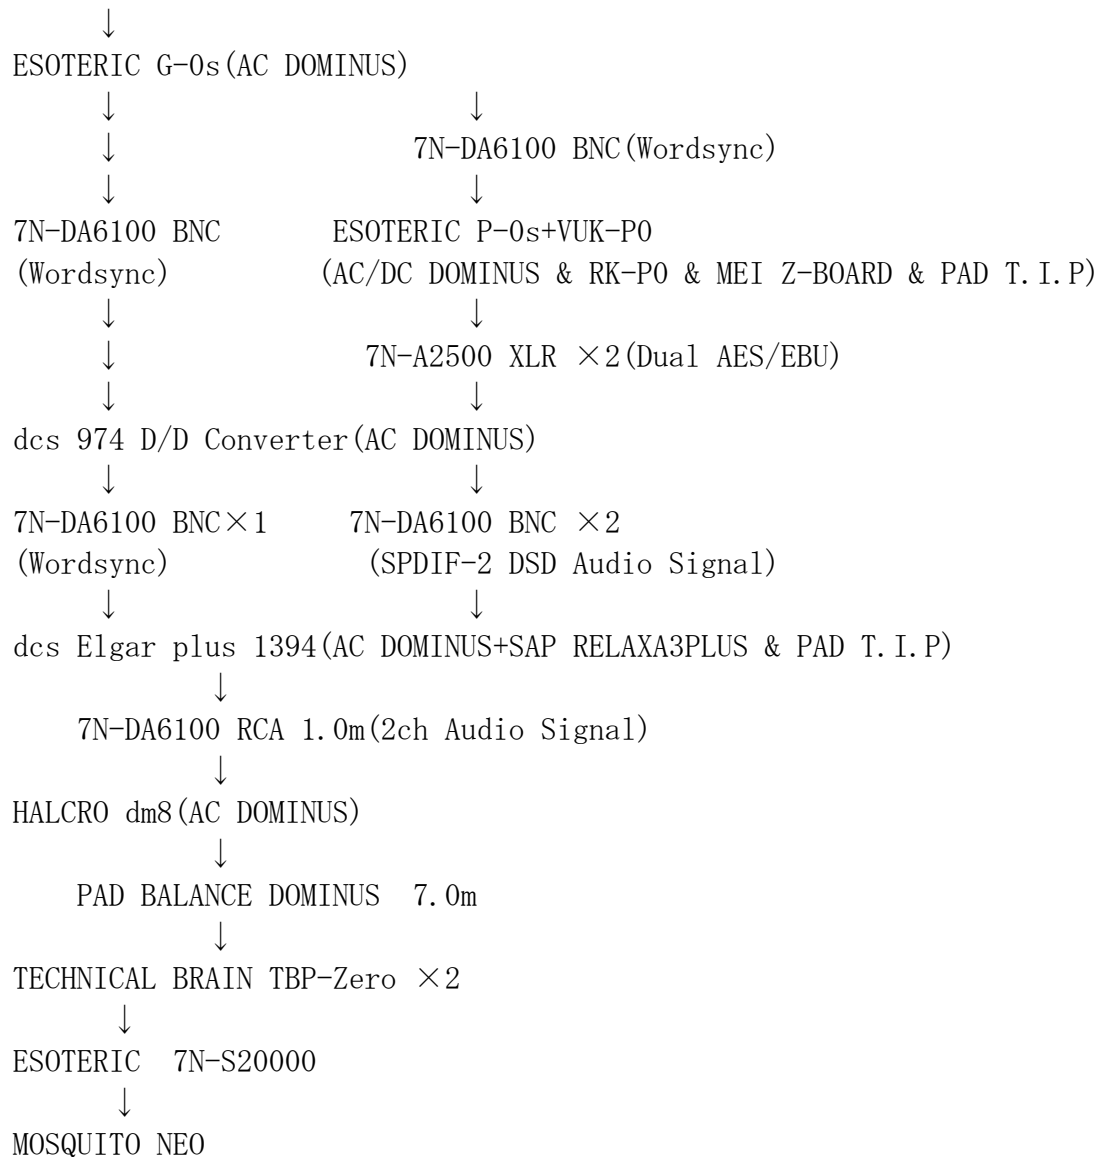 ↓
ESOTERIC G-0s(AC DOMINUS)
↓ ↓
↓ 7N-DA6100 BNC(Wordsync)
↓ ↓
7N-DA6100 BNC ESOTERIC P-0s+VUK-P0
(Wordsync) (AC/DC DOMINUS & RK-P0 & MEI Z-BOARD & PAD T.I.P)
↓ ↓
↓ 7N-A2500 XLR ×2(Dual AES/EBU)
↓ ↓
dcs 974 D/D Converter(AC DOMINUS)
↓ ↓
7N-DA6100 BNC×1 7N-DA6100 BNC ×2
(Wordsync) (SPDIF-2 DSD Audio Signal)
↓ ↓
dcs Elgar plus 1394(AC DOMINUS+SAP RELAXA3PLUS & PAD T.I.P)
↓
7N-DA6100 RCA 1.0m(2ch Audio Signal)
↓
HALCRO dm8(AC DOMINUS)
↓
PAD BALANCE DOMINUS 7.0m
↓
TECHNICAL BRAIN TBP-Zero ×2
↓
ESOTERIC 7N-S20000
↓
MOSQUITO NEO